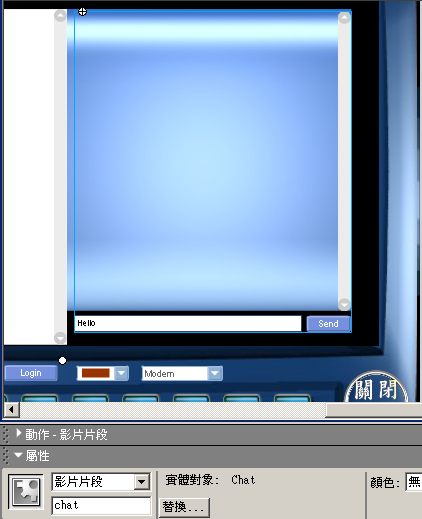 Hello
Send
Login
Modern
關閉
動作 - 影片片段
屬性
影片片段
實體對象: Chat
顏色: 無
chat
替換...